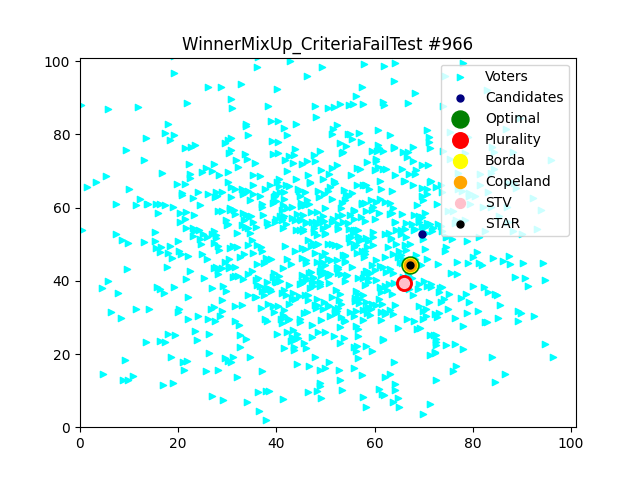 WinnerMixUp_CriteriaFailTest #966
100
80
60
40
20
0
0
20
40
60
80
100
Voters
Candidates
Optimal
Plurality
Borda
Copeland
STV
STAR